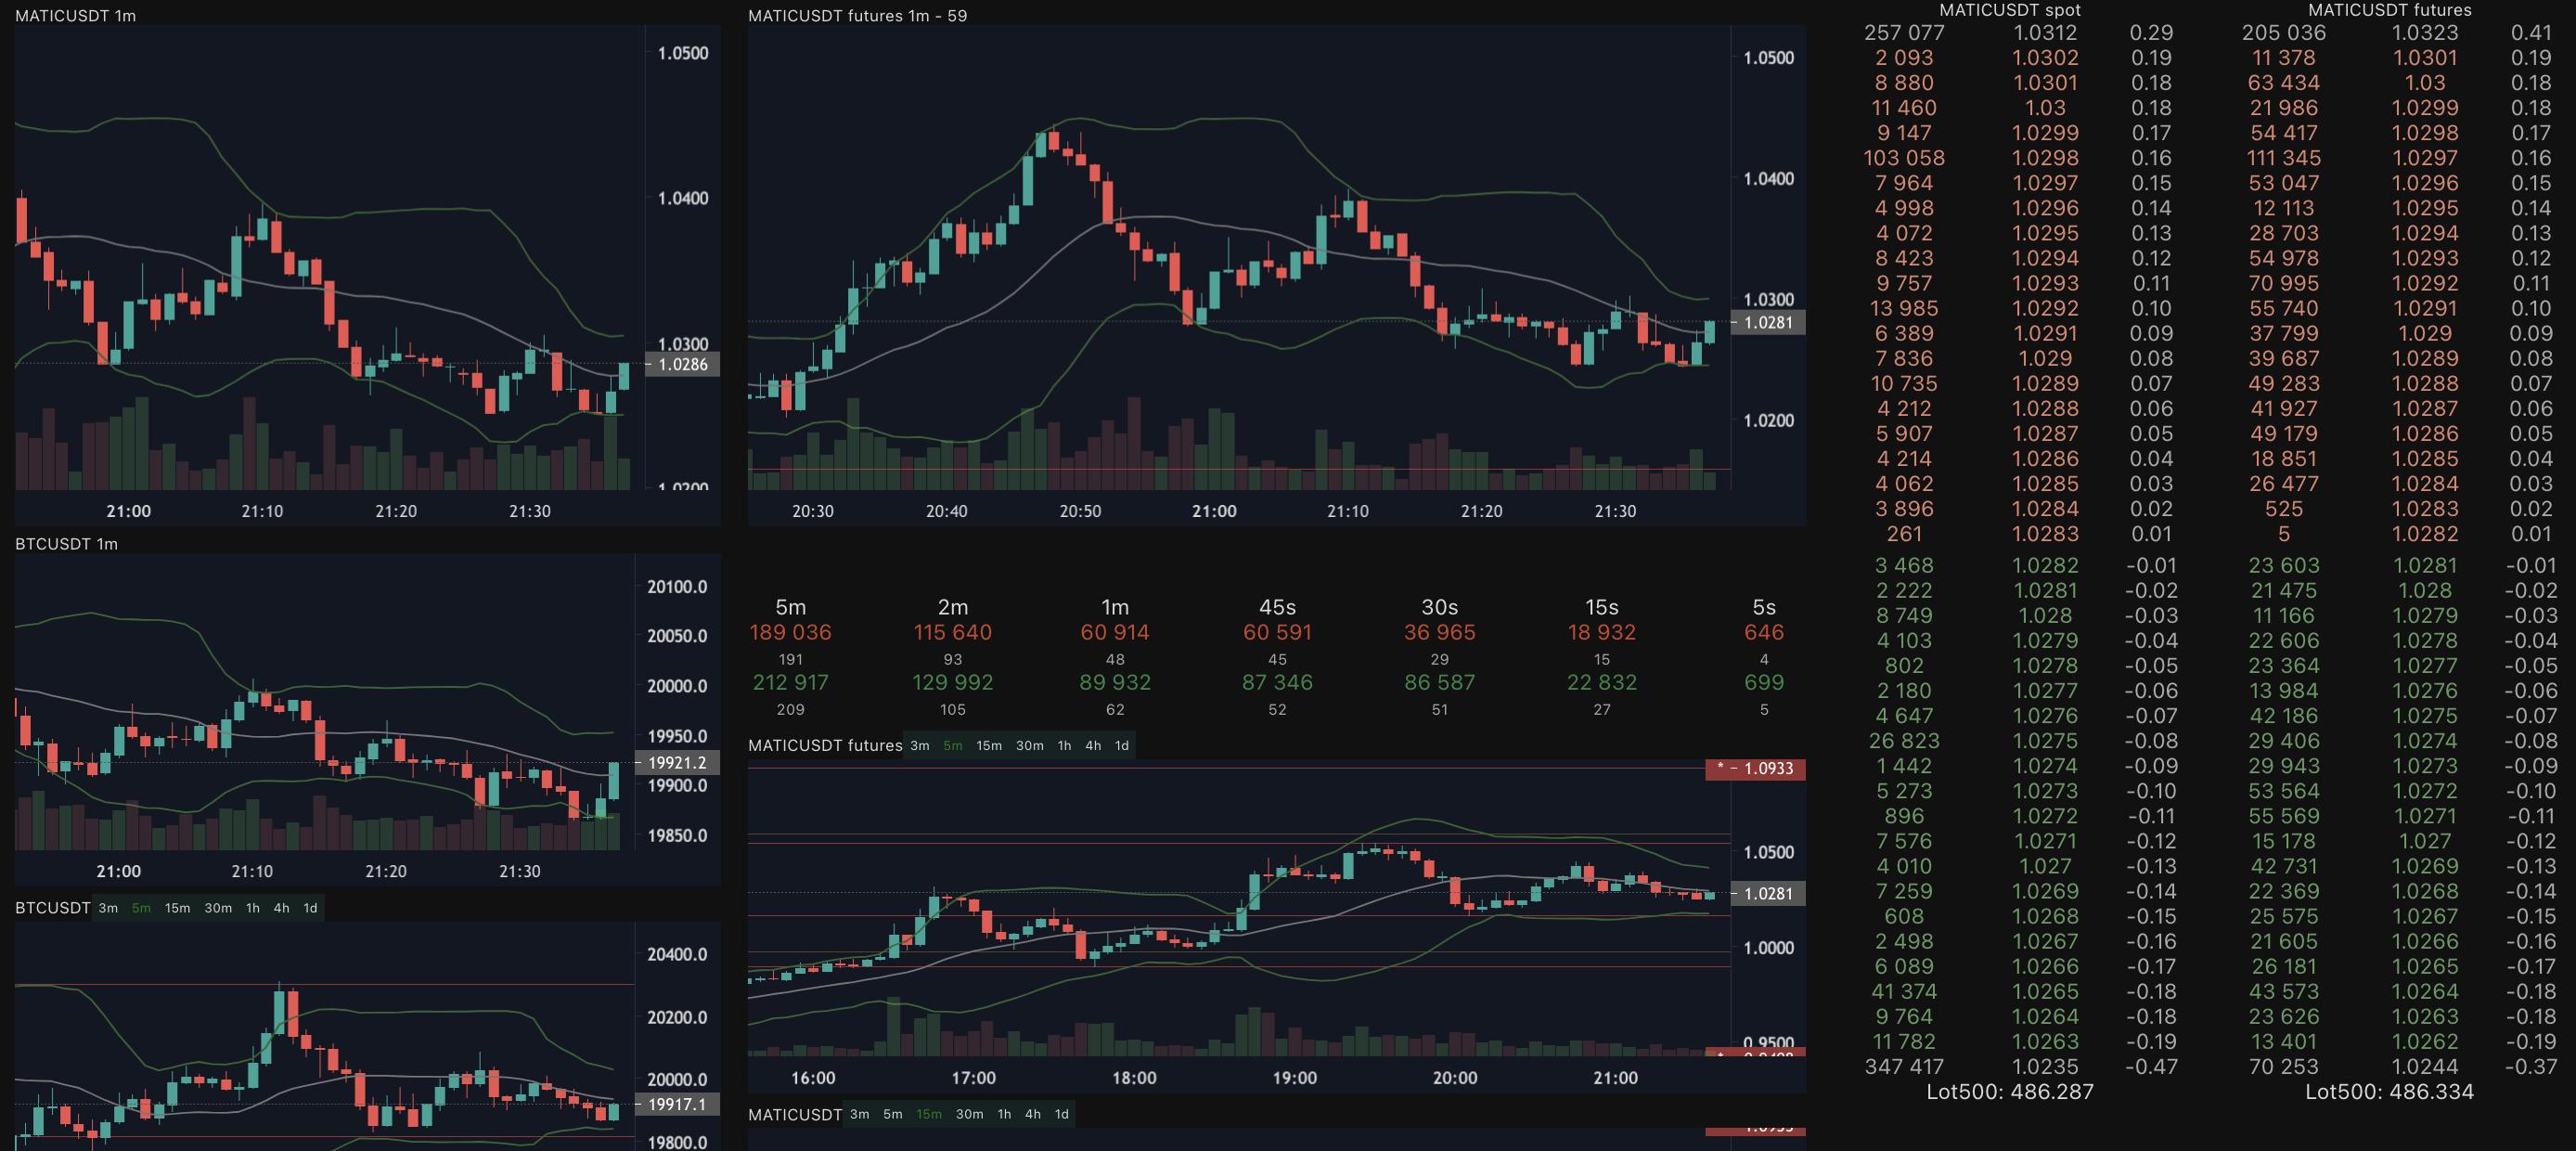 MATICUSDT 1m
1.0500
1.0400
1.0300
1.0286
1.0200
21:00 21:10 21:20 21:30
BTCUSDT 1m
20100.0
20050.0
20000.0
19950.0
19921.2
19900.0
19850.0
21:00 21:10 21:20 21:30
BTCUSDT 3m 5m 15m 30m 1h 4h 1d
20400.0
20200.0
20000.0
19917.1
19800.0
MATICUSDT futures 1m - 59
1.0500
1.0400
1.0300
1.0281
1.0200
20:30 20:40 20:50 21:00 21:10 21:20 21:30
5m 2m 1m 45s 30s 15s 5s
189 036 115 640 60 914 60 591 36 965 18 932 646
191 93 48 45 29 15 4
212 917 129 992 89 932 87 346 86 587 22 832 699
209 105 62 52 51 27 5
MATICUSDT futures 3m 5m 15m 30m 1h 4h 1d
* - 1.0933
1.0500
1.0281
1.0000
0.9500
16:00 17:00 18:00 19:00 20:00 21:00
MATICUSDT 3m 5m 15m 30m 1h 4h 1d
MATICUSDT spot MATICUSDT futures
257 077 1.0312 0.29 205 036 1.0323 0.41
2 093 1.0302 0.19 11 378 1.0301 0.19
8 880 1.0301 0.18 63 434 1.03 0.18
11 460 1.03 0.18 21 986 1.0299 0.18
9 147 1.0299 0.17 54 417 1.0298 0.17
103 058 1.0298 0.16 111 345 1.0297 0.16
7 964 1.0297 0.15 53 047 1.0296 0.15
4 998 1.0296 0.14 12 113 1.0295 0.14
4 072 1.0295 0.13 28 703 1.0294 0.13
8 423 1.0294 0.12 54 978 1.0293 0.12
9 757 1.0293 0.11 70 995 1.0292 0.11
13 985 1.0292 0.10 55 740 1.0291 0.10
6 389 1.0291 0.09 37 799 1.029 0.09
7 836 1.029 0.08 39 687 1.0289 0.08
10 735 1.0289 0.07 49 283 1.0288 0.07
4 212 1.0288 0.06 41 927 1.0287 0.06
5 907 1.0287 0.05 49 179 1.0286 0.05
4 214 1.0286 0.04 18 851 1.0285 0.04
4 062 1.0285 0.03 26 477 1.0284 0.03
3 896 1.0284 0.02 525 1.0283 0.02
261 1.0283 0.01 5 1.0282 0.01
3 468 1.0282 -0.01 23 603 1.0281 -0.01
2 222 1.0281 -0.02 21 475 1.028 -0.02
8 749 1.028 -0.03 11 166 1.0279 -0.03
4 103 1.0279 -0.04 22 606 1.0278 -0.04
802 1.0278 -0.05 23 364 1.0277 -0.05
2 180 1.0277 -0.06 13 984 1.0276 -0.06
4 647 1.0276 -0.07 42 186 1.0275 -0.07
26 823 1.0275 -0.08 29 406 1.0274 -0.08
1 442 1.0274 -0.09 29 943 1.0273 -0.09
5 273 1.0273 -0.10 53 564 1.0272 -0.10
896 1.0272 -0.11 55 569 1.0271 -0.11
7 576 1.0271 -0.12 15 178 1.027 -0.12
4 010 1.027 -0.13 42 731 1.0269 -0.13
7 259 1.0269 -0.14 22 369 1.0268 -0.14
608 1.0268 -0.15 25 575 1.0267 -0.15
2 498 1.0267 -0.16 21 605 1.0266 -0.16
6 089 1.0266 -0.17 26 181 1.0265 -0.17
41 374 1.0265 -0.18 43 573 1.0264 -0.18
9 764 1.0264 -0.18 23 626 1.0263 -0.18
11 782 1.0263 -0.19 13 401 1.0262 -0.19
347 417 1.0235 -0.47 70 253 1.0244 -0.37
Lot500: 486.287 Lot500: 486.334